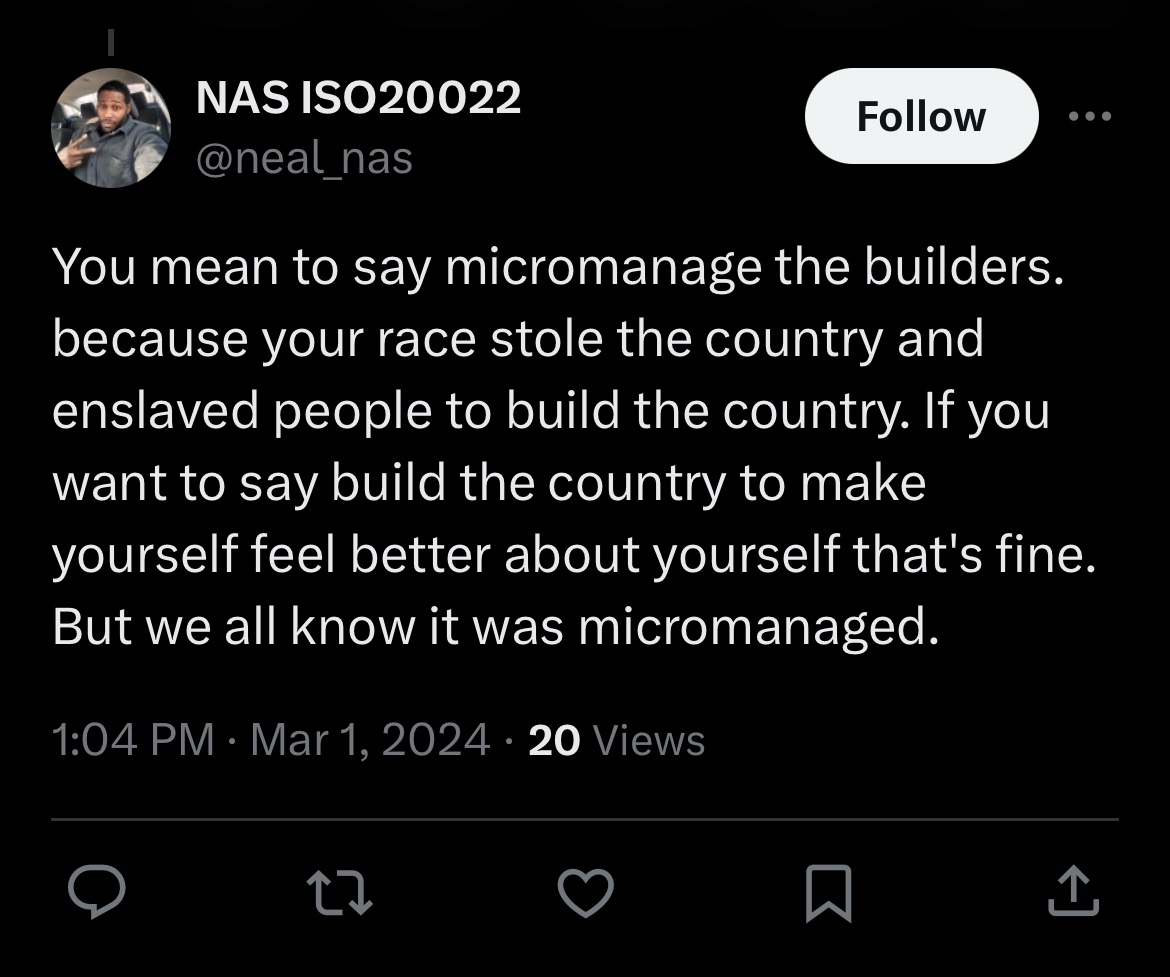 NAS ISO20022
@neal_nas
Follow
You mean to say micromanage the builders.
because your race stole the country and
enslaved people to build the country. If you
want to say build the country to make
yourself feel better about yourself that's fine.
But we all know it was micromanaged.
1:04 PM · Mar 1, 2024 · 20 Views